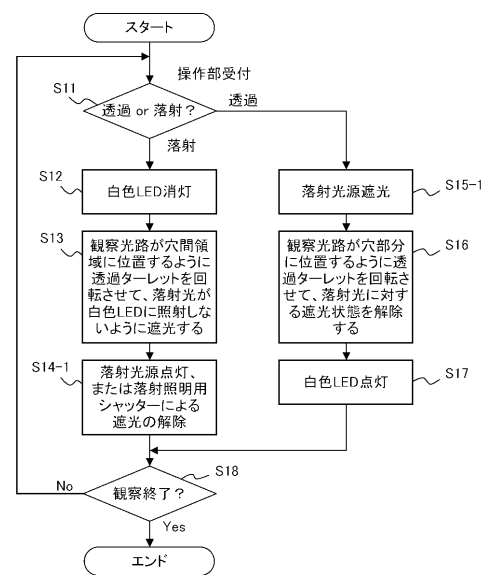 スタート
操作部受付
S11
透過 or 落射？
透過
落射
S12
白色LED消灯
S13
観察光路が穴間領
域に位置するように
透過ターレットを回
転させて、落射光が
白色LEDに照射しな
いように遮光する
S14-1
落射光源点灯、
または落射照明用
シャッターによる
遮光の解除
落射光源遮光
S15-1
観察光路が穴部分
に位置するように透
過ターレットを回転
させて、落射光に対
する遮光状態を解除
する
S16
白色LED点灯
S17
S18
観察終了？
No
Yes
エンド